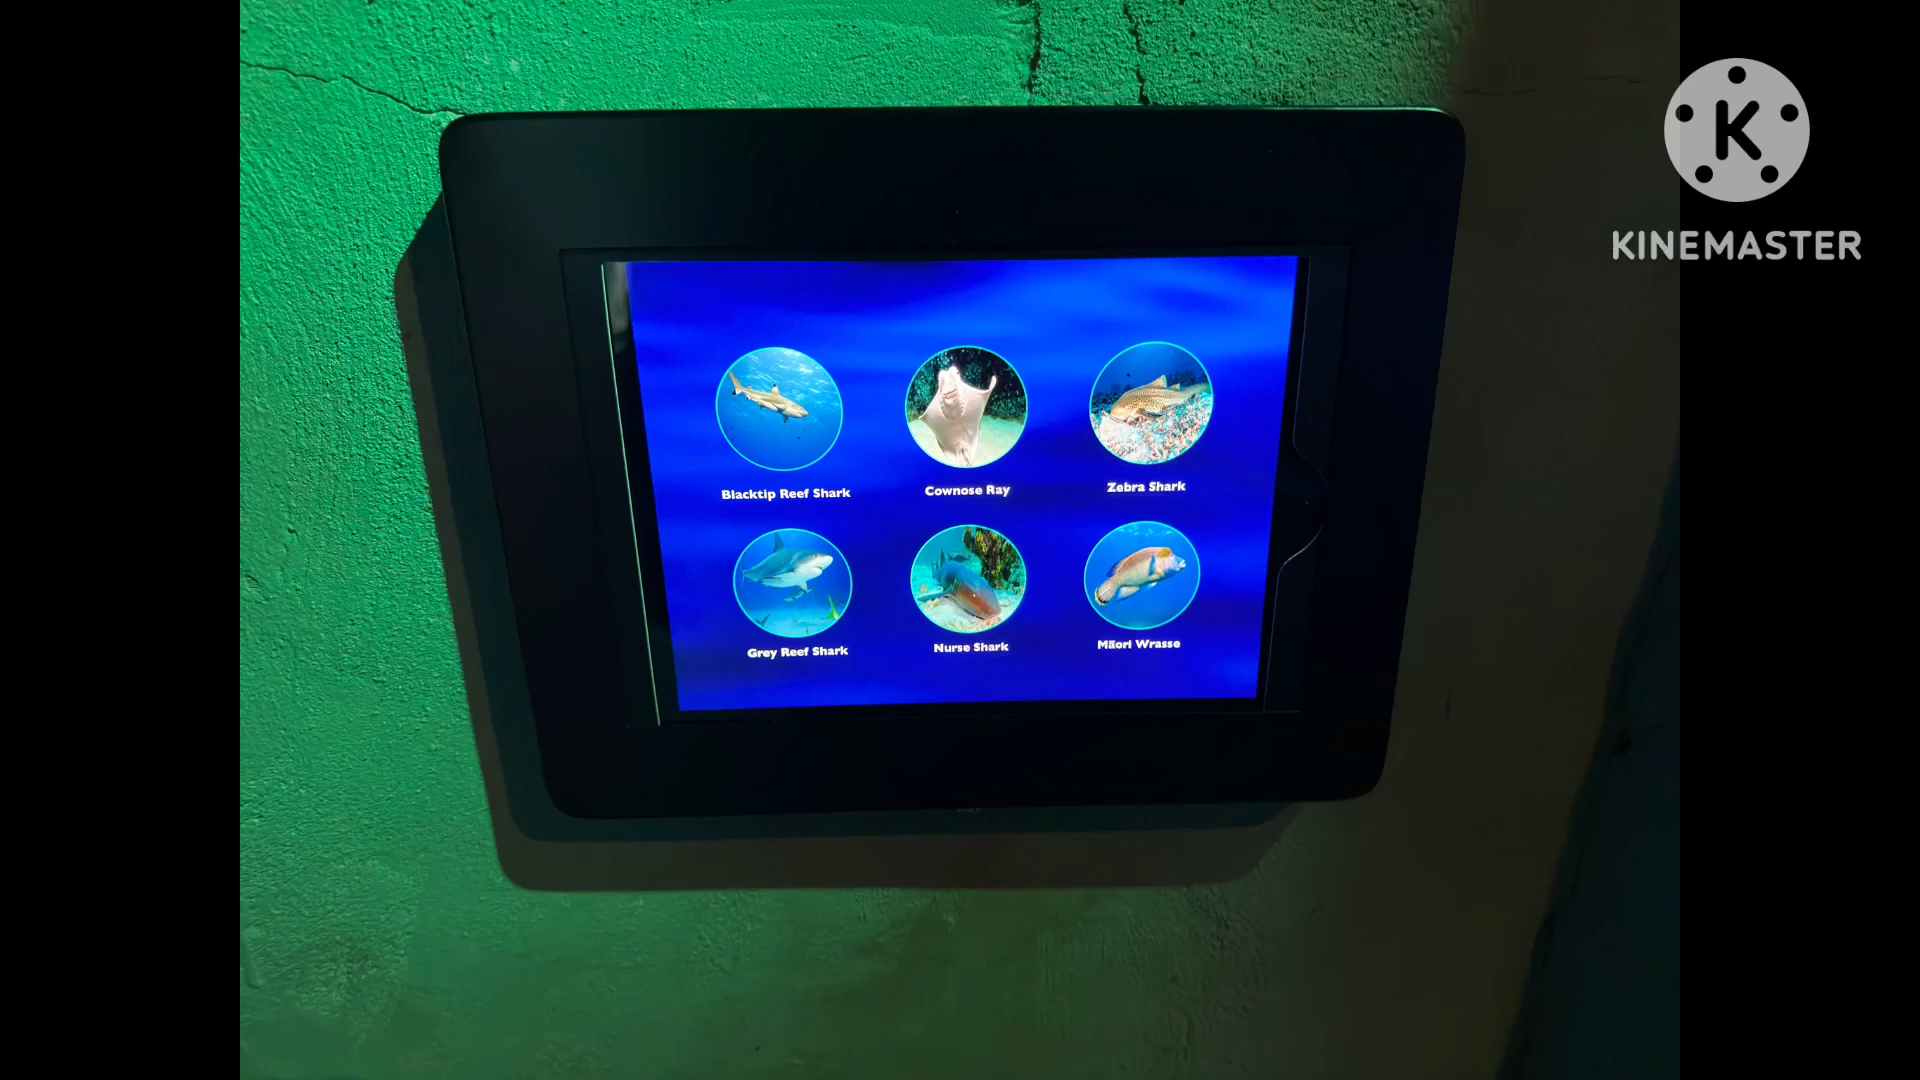 K
KINEMASTER
Blacktip Reef Shark
Cownose Ray
Zebra Shark
Grey Reef Shark
Nurse Shark
Māori Wrasse